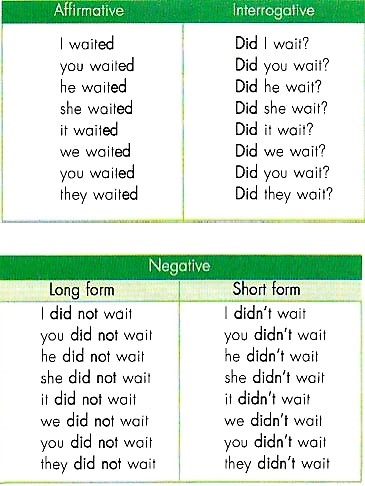 Affirmative Interrogative
I waited Did I wait?
you waited Did you wait?
he waited Did he wait?
she waited Did she wait?
it waited Did it wait?
we waited Did we wait?
you waited Did you wait?
they waited Did they wait?
Negative
Long form Short form
I did not wait I didn't wait
you did not wait you didn't wait
he did not wait he didn't wait
she did not wait she didn't wait
it did not wait it didn't wait
we did not wait we didn't wait
you did not wait you didn't wait
they did not wait they didn't wait